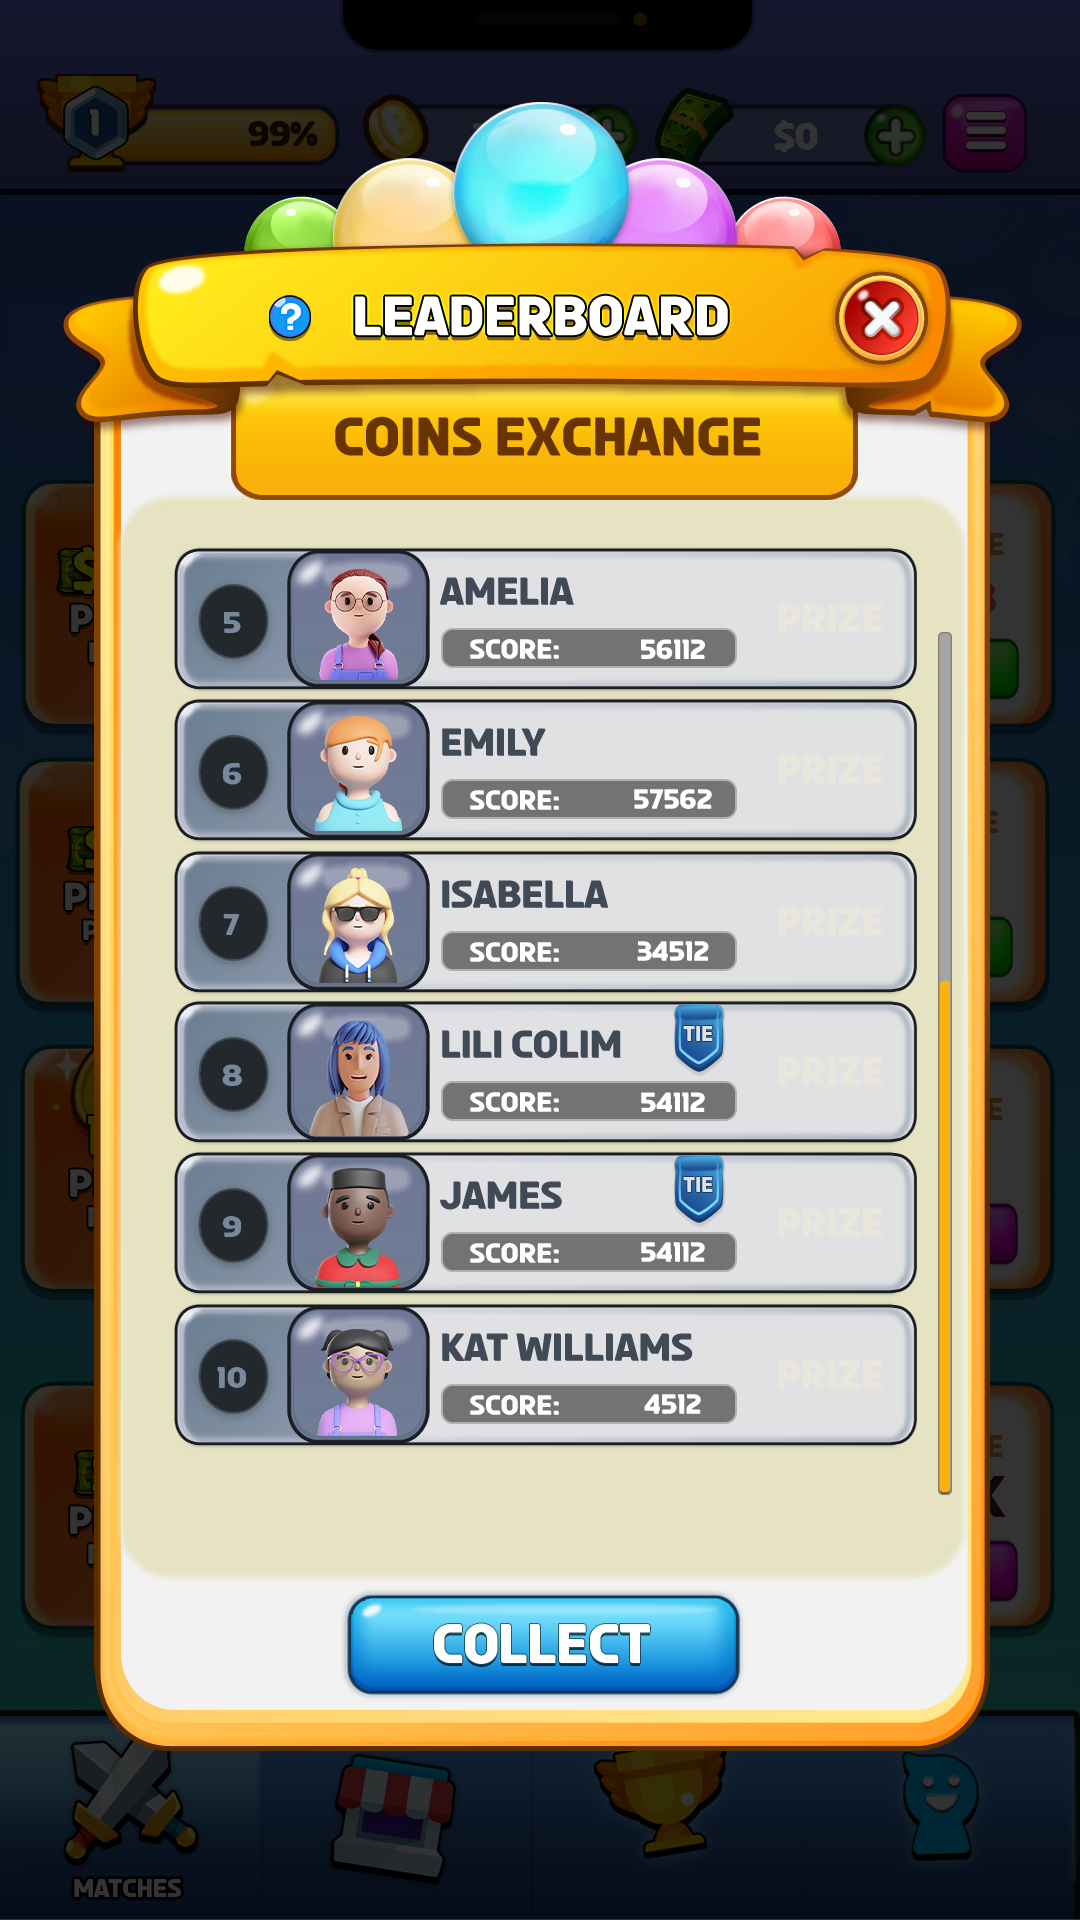 1
99%
$0
?
LEADERBOARD
COINS EXCHANGE
5
AMELIA
SCORE: 56112
PRIZE
6
EMILY
SCORE: 57562
PRIZE
7
ISABELLA
SCORE: 34512
PRIZE
8
LILI COLIM
TIE
SCORE: 54112
PRIZE
9
JAMES
TIE
SCORE: 54112
PRIZE
10
KAT WILLIAMS
SCORE: 4512
PRIZE
COLLECT
MATCHES